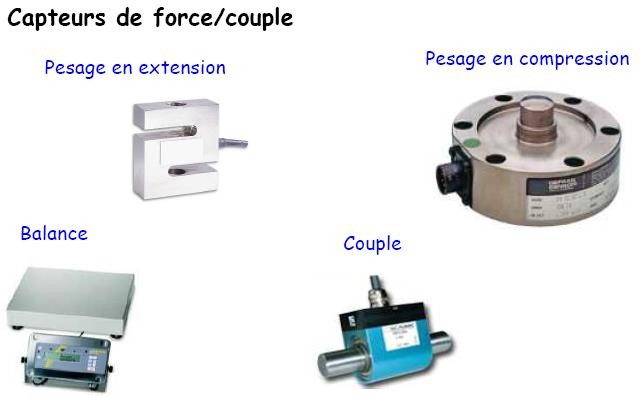 Capteurs de force/couple
Pesage en extension
Pesage en compression
Balance
Couple